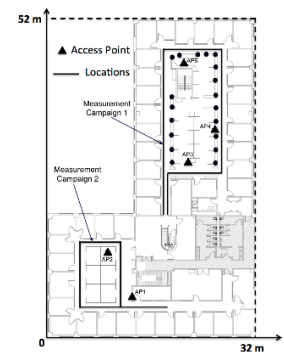 52 m
Access Point
Locations
AP5
Measurement
Campaign 1
AP4
AP3
Measurement
Campaign 2
AP2
AP1
0
32 m